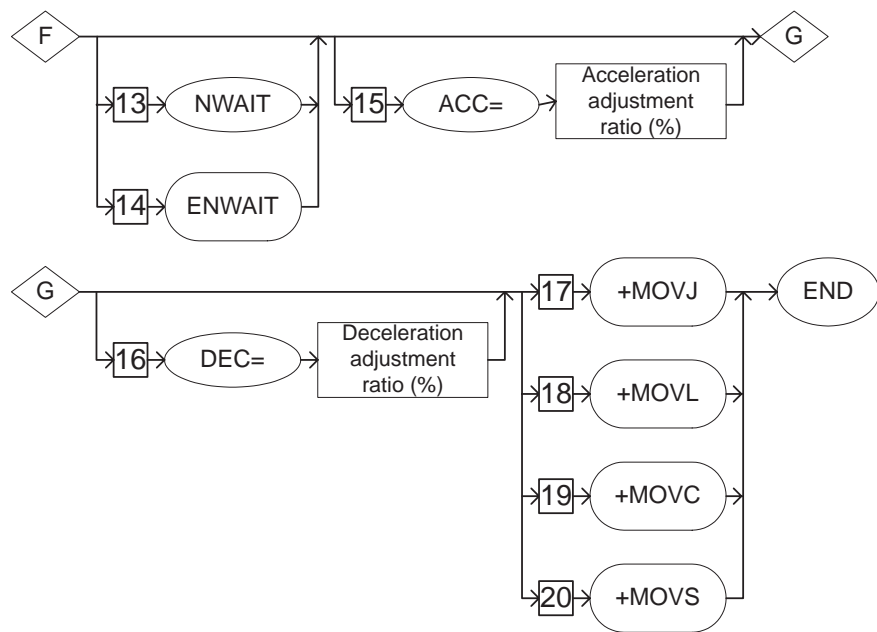 F
G
13
NWAIT
15
ACC=
Acceleration
adjustment
ratio (%)
14
ENWAIT
G
17
+MOVJ
END
16
DEC=
Deceleration
adjustment
ratio (%)
18
+MOVL
19
+MOVC
20
+MOVS